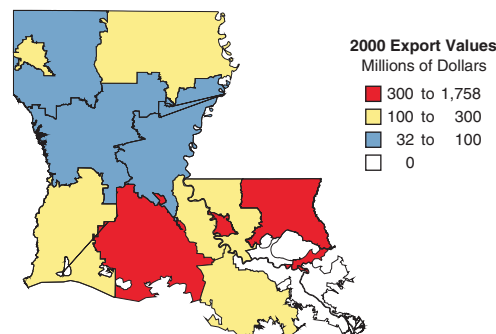 2000 Export Values
Millions of Dollars
300 to 1,758
100 to 300
32 to 100
0